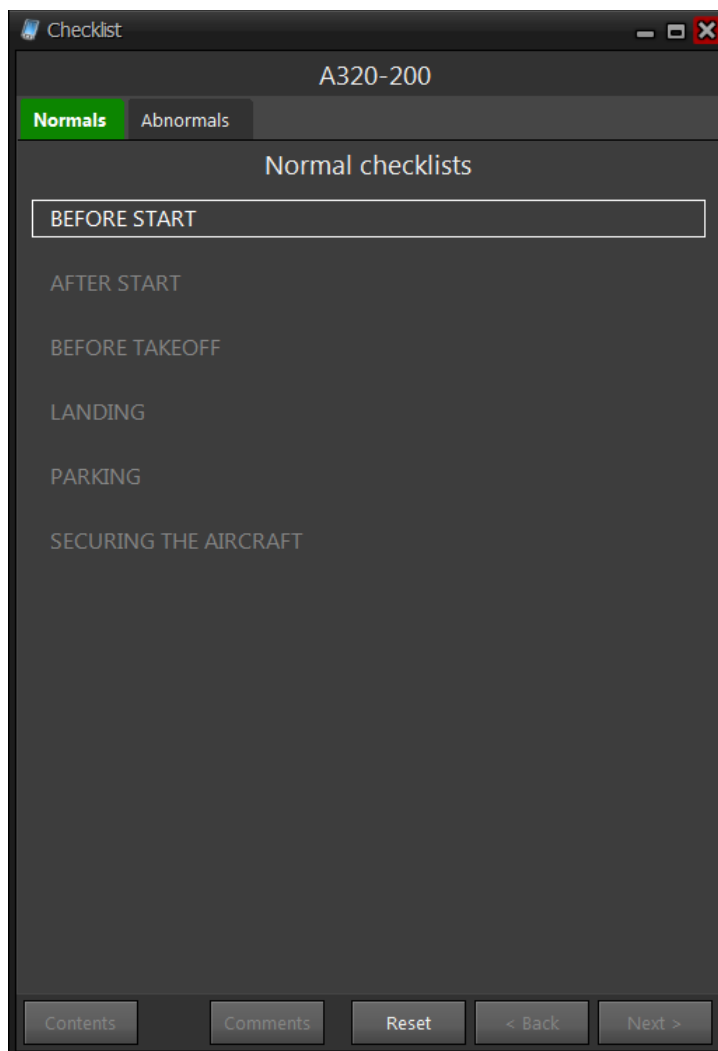 Checklist
A320-200
Normals Abnormals
Normal checklists
BEFORE START
AFTER START
BEFORE TAKEOFF
LANDING
PARKING
SECURING THE AIRCRAFT
Contents Comments Reset < Back Next >